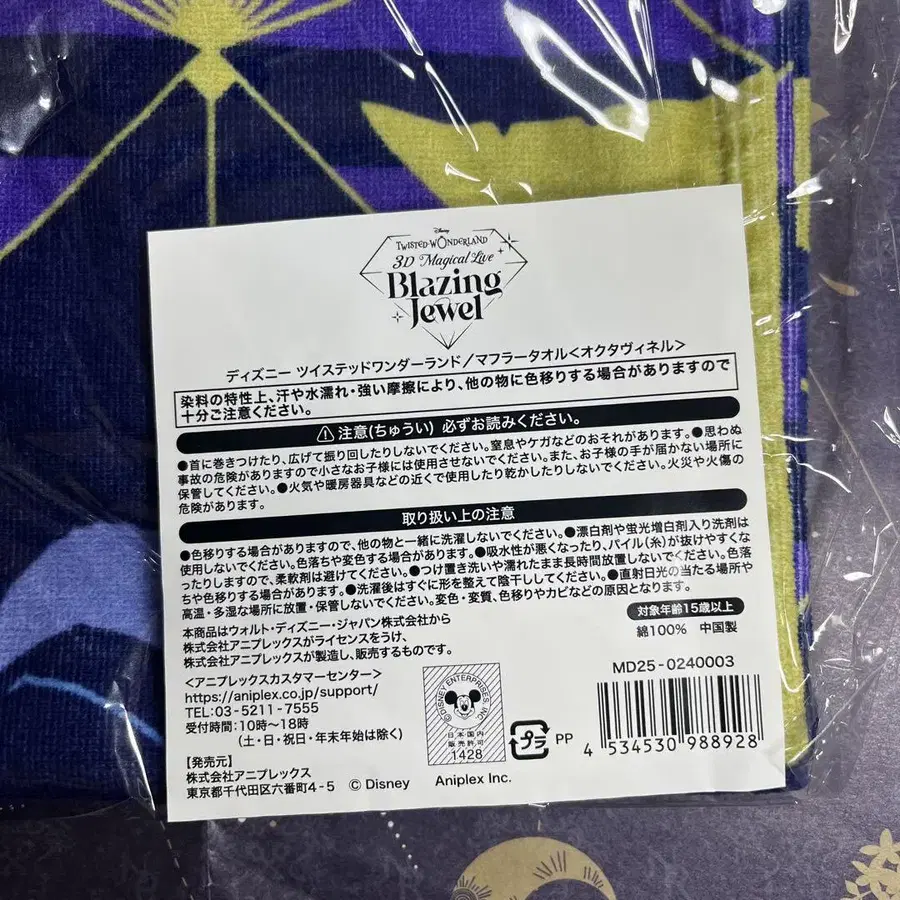 Disney
TWISTED-WONDERLAND
3D Magical Live
Blazing
Jewel
ディズニー ツイステッドワンダーランド/マフラータオル<オクタヴィネル>
染料の特性上、汗や水濡れ・強い摩擦により、他の物に色移りする場合がありますので
十分ご注意ください。
⚠注意(ちゅうい) 必ずお読みください。
●首に巻きつけたり、広げて振り回したりしないでください。窒息やケガなどのおそれがあります。●思わぬ
事故の危険がありますので小さなお子様には使用させないでください。また、お子様の手が届かない場所に
保管してください。●火気や暖房器具などの近くで使用したり乾かしたりしないでください。火災や火傷の
危険があります。
取り扱い上の注意
●色移りする場合がありますので、他の物と一緒に洗濯しないでください。●漂白剤や蛍光増白剤入り洗剤は
使用しないでください。色落ちや変色する場合があります。●吸水性が悪くなったり、パイル(糸)が抜けやすくな
ったりしますので、柔軟剤は避けてください。●つけ置き洗いや濡れたまま長時間放置しないでください。色落
ちや色移りする場合があります。●洗濯後はすぐに形を整えて陰干ししてください。●直射日光の当たる場所や
高温・多湿な場所に放置・保管しないでください。変色・変質、色移りやカビなどの原因となります。
本商品はウォルト・ディズニー・ジャパン株式会社から
株式会社アニプレックスがライセンスをうけ、
株式会社アニプレックスが製造し、販売するものです。
対象年齢15歳以上
綿100% 中国製
<アニプレックスカスタマーセンター>
https://aniplex.co.jp/support/
TEL:03-5211-7555
受付時間:10時〜18時
(土・日・祝日・年末年始は除く)
【発売元】
株式会社アニプレックス
東京都千代田区六番町4-5
© Disney
Aniplex Inc.
©DISNEY ENTERPRISES, INC.
日本国内
販売許可
1428
プラ
PP
MD25-0240003
4 534530 988928